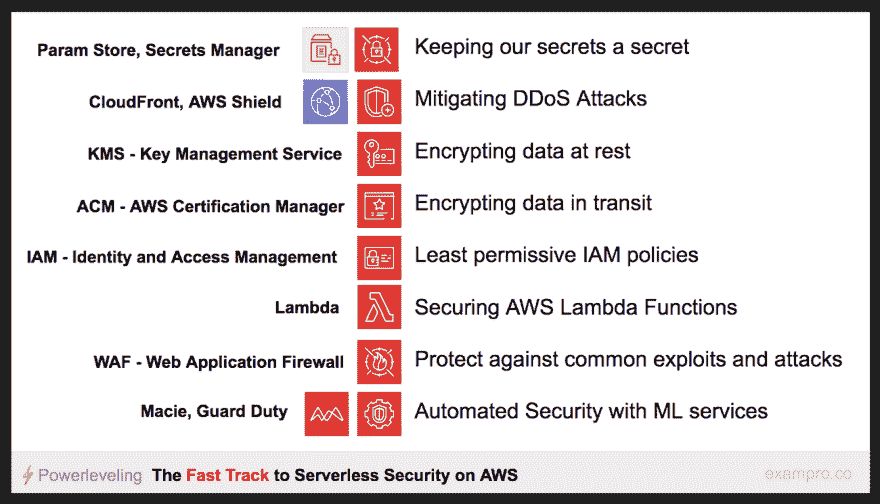 Param Store, Secrets Manager Keeping our secrets a secret
CloudFront, AWS Shield Mitigating DDoS Attacks
KMS - Key Management Service Encrypting data at rest
ACM - AWS Certification Manager Encrypting data in transit
IAM - Identity and Access Management Least permissive IAM policies
Lambda Securing AWS Lambda Functions
WAF - Web Application Firewall Protect against common exploits and attacks
Macie, Guard Duty Automated Security with ML services
Powerleveling The Fast Track to Serverless Security on AWS exampro.co